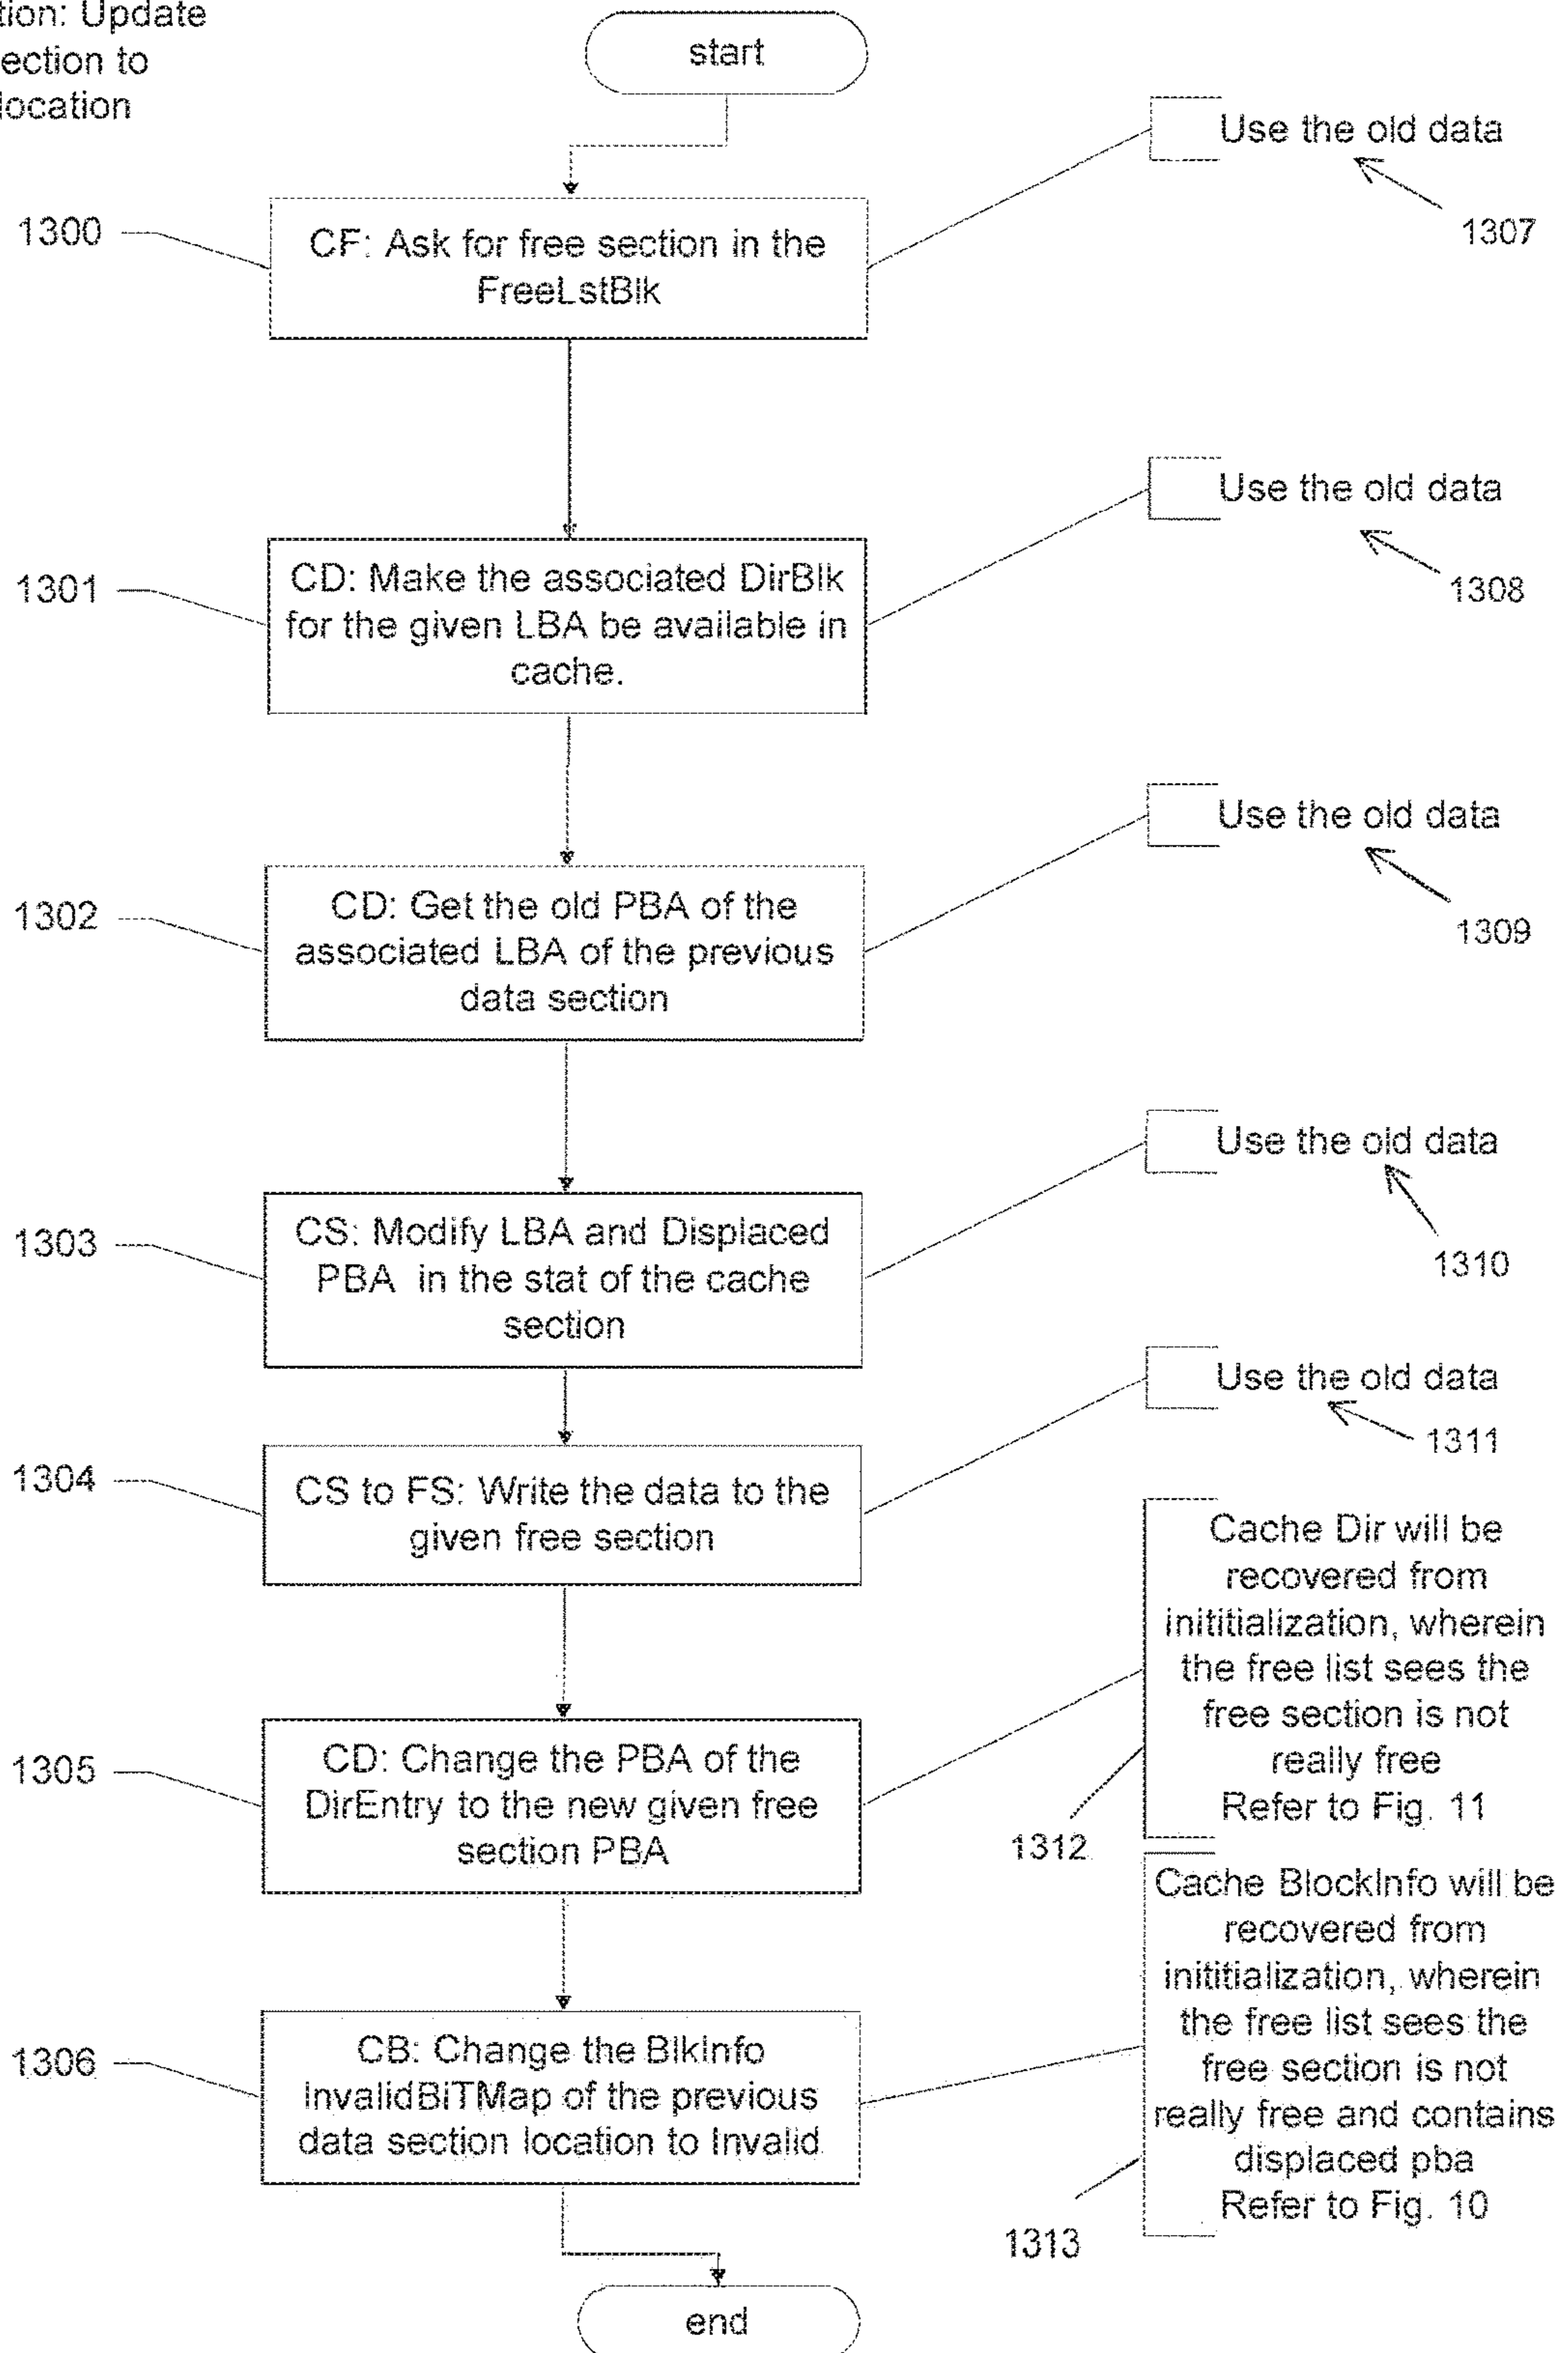 tion: Update
ection to
location
start
Use the old data
1307
1300
CF: Ask for free section in the
FreeLstBlk
Use the old data
1308
1301
CD: Make the associated DirBlk
for the given LBA be available in
cache.
Use the old data
1309
1302
CD: Get the old PBA of the
associated LBA of the previous
data section
Use the old data
1310
1303
CS: Modify LBA and Displaced
PBA in the stat of the cache
section
Use the old data
1311
1304
CS to FS: Write the data to the
given free section
Cache Dir will be
recovered from
inititialization, wherein
the free list sees the
free section is not
really free
Refer to Fig. 11
1312
1305
CD: Change the PBA of the
DirEntry to the new given free
section PBA
Cache BlockInfo will be
recovered from
inititialization, wherein
the free list sees the
free section is not
really free and contains
displaced pba
Refer to Fig. 10
1313
1306
CB: Change the BlkInfo
InvalidBiTMap of the previous
data section location to Invalid
end